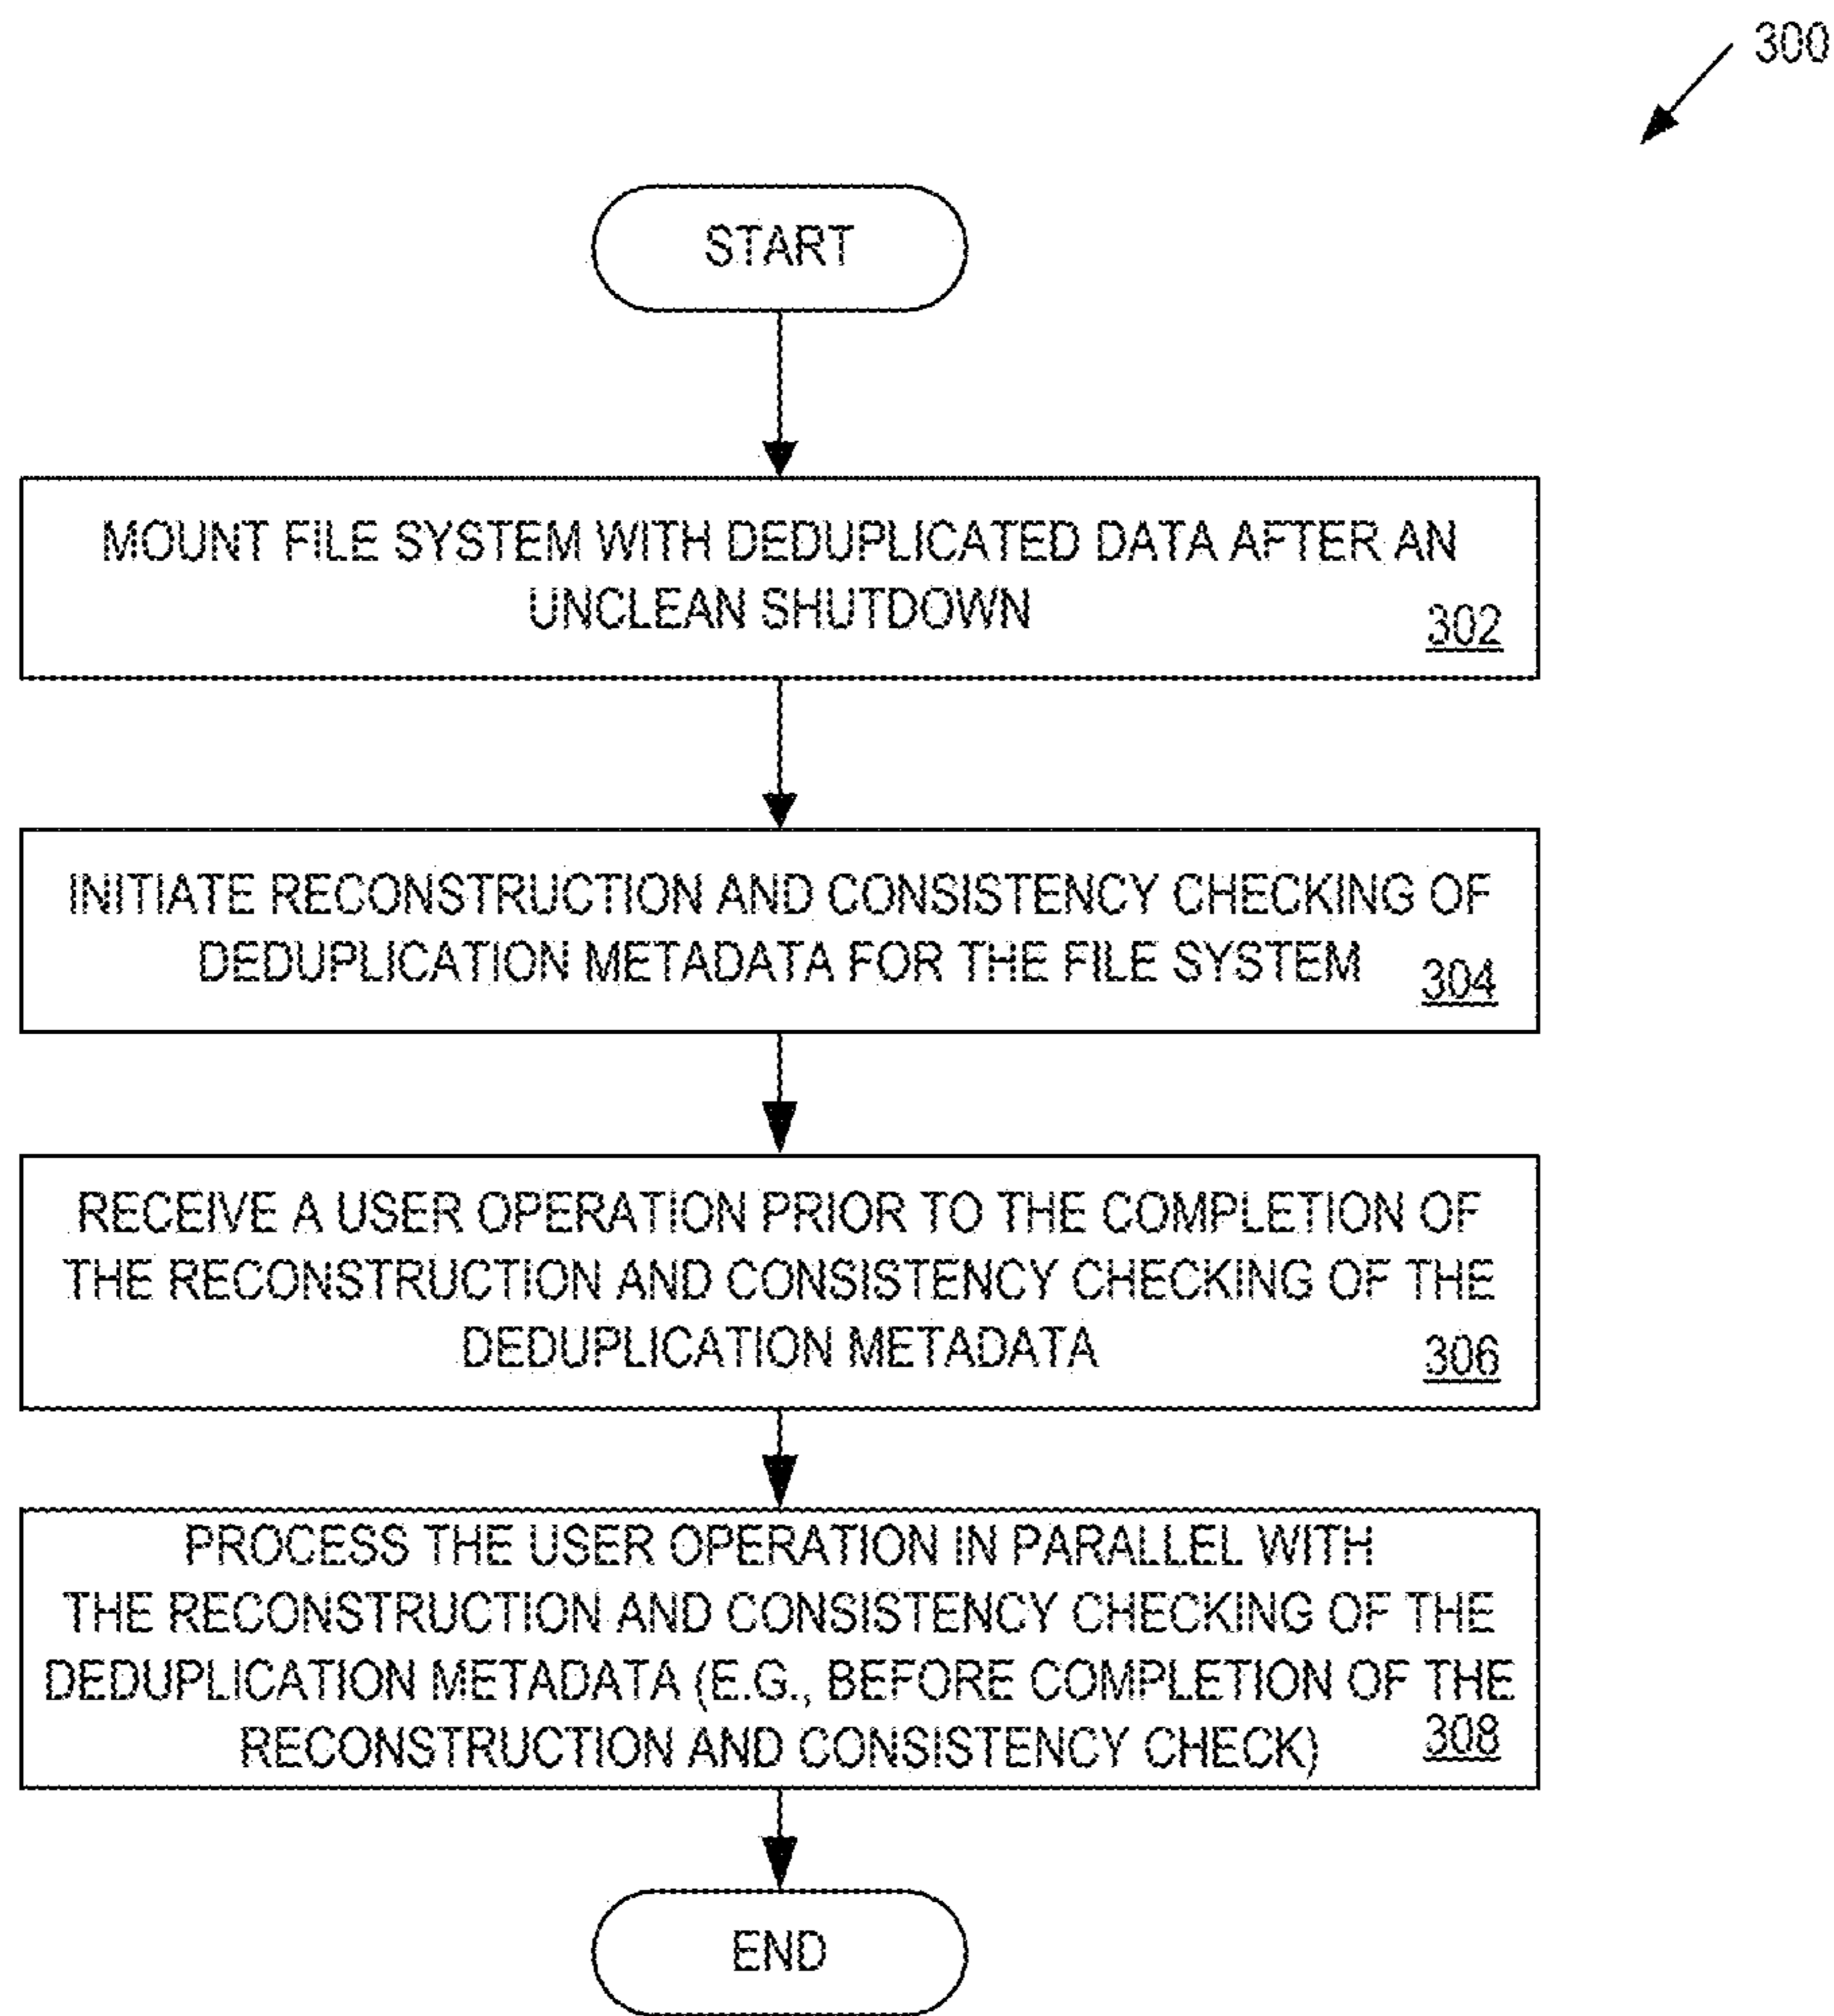 300
START
MOUNT FILE SYSTEM WITH DEDUPLICATED DATA AFTER AN
UNCLEAN SHUTDOWN
302
INITIATE RECONSTRUCTION AND CONSISTENCY CHECKING OF
DEDUPLICATION METADATA FOR THE FILE SYSTEM
304
RECEIVE A USER OPERATION PRIOR TO THE COMPLETION OF
THE RECONSTRUCTION AND CONSISTENCY CHECKING OF THE
DEDUPLICATION METADATA
306
PROCESS THE USER OPERATION IN PARALLEL WITH
THE RECONSTRUCTION AND CONSISTENCY CHECKING OF THE
DEDUPLICATION METADATA (E.G., BEFORE COMPLETION OF THE
RECONSTRUCTION AND CONSISTENCY CHECK)
308
END